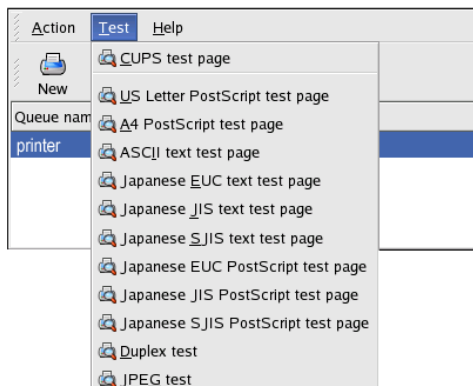 Action Test Help
CUPS test page
New
US Letter PostScript test page
Queue nam
A4 PostScript test page
printer
ASCII text test page
Japanese EUC text test page
Japanese JIS text test page
Japanese SJIS text test page
Japanese EUC PostScript test page
Japanese JIS PostScript test page
Japanese SJIS PostScript test page
Duplex test
JPEG test